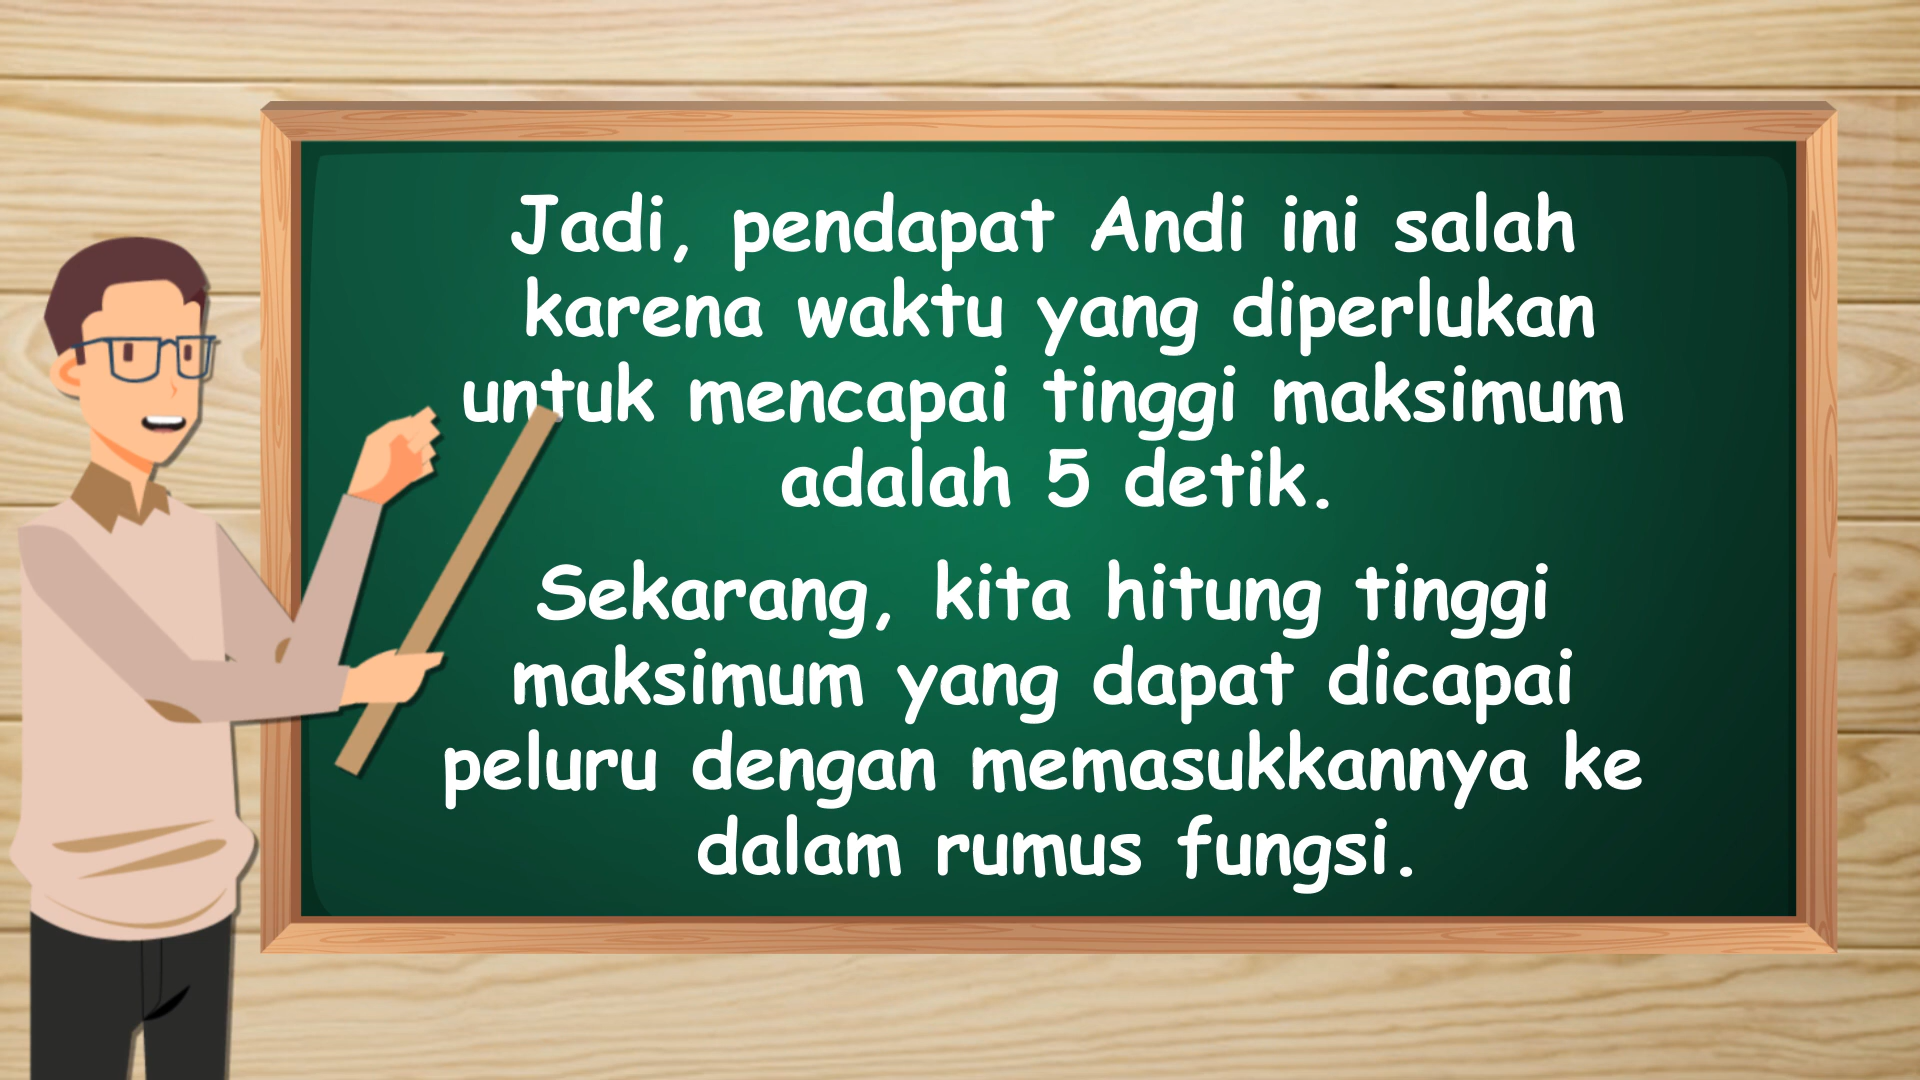 Jadi, pendapat Andi ini salah
karena waktu yang diperlukan
untuk mencapai tinggi maksimum
adalah 5 detik.
Sekarang, kita hitung tinggi
maksimum yang dapat dicapai
peluru dengan memasukkannya ke
dalam rumus fungsi.